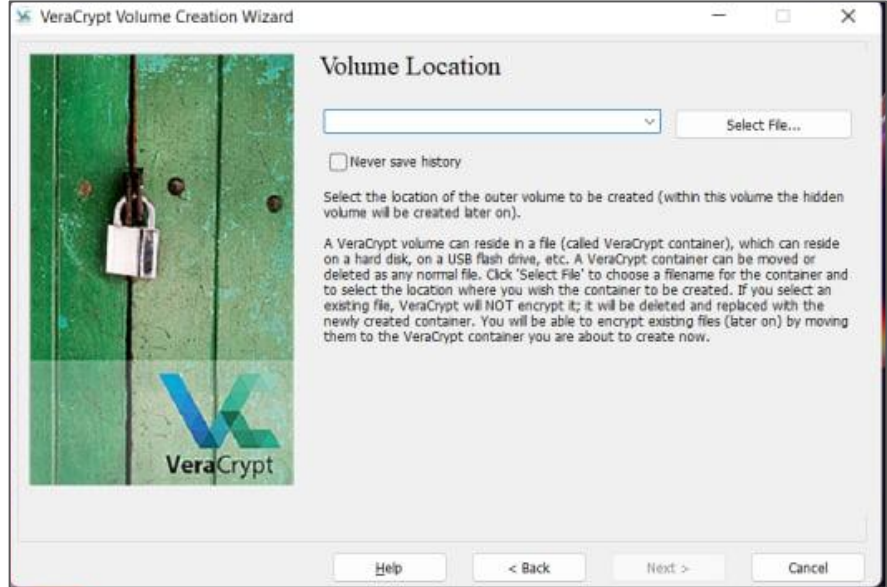 VeraCrypt Volume Creation Wizard
Volume Location
Select File...
Never save history
Select the location of the outer volume to be created (within this volume the hidden
volume will be created later on).
A VeraCrypt volume can reside in a file (called VeraCrypt container), which can reside
on a hard disk, on a USB flash drive, etc. A VeraCrypt container can be moved or
deleted as any normal file. Click 'Select File' to choose a filename for the container and
to select the location where you wish the container to be created. If you select an
existing file, VeraCrypt will NOT encrypt it; it will be deleted and replaced with the
newly created container. You will be able to encrypt existing files (later on) by moving
them to the VeraCrypt container you are about to create now.
VeraCrypt
Help
< Back
Next >
Cancel